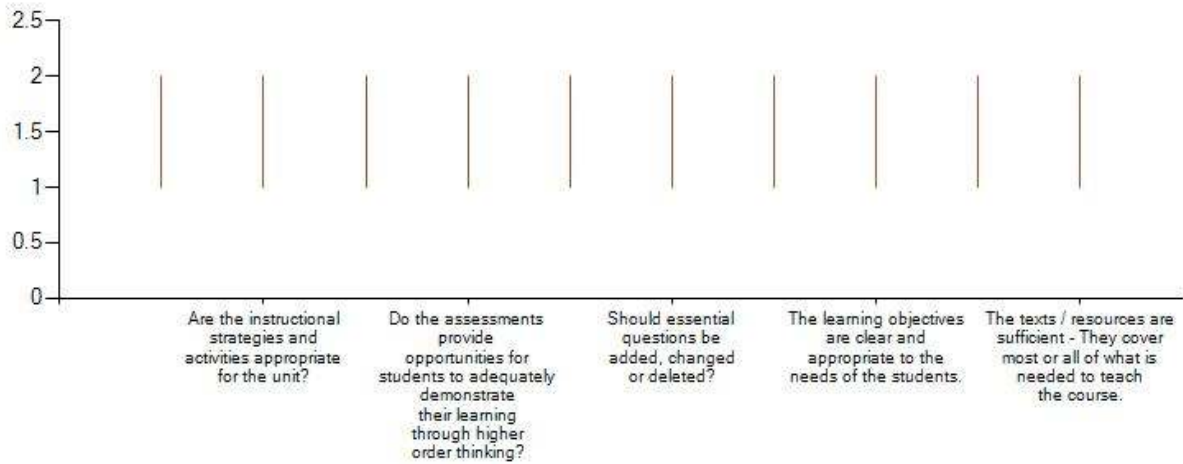 2.5
2
1.5
1
0.5
0
Are the instructional
strategies and
activities appropriate
for the unit?
Do the assessments
provide
opportunities for
students to adequately
demonstrate
their learning
through higher
order thinking?
Should essential
questions be
added, changed
or deleted?
The learning objectives
are clear and
appropriate to the
needs of the students.
The texts / resources are
sufficient - They cover
most or all of what is
needed to teach
the course.